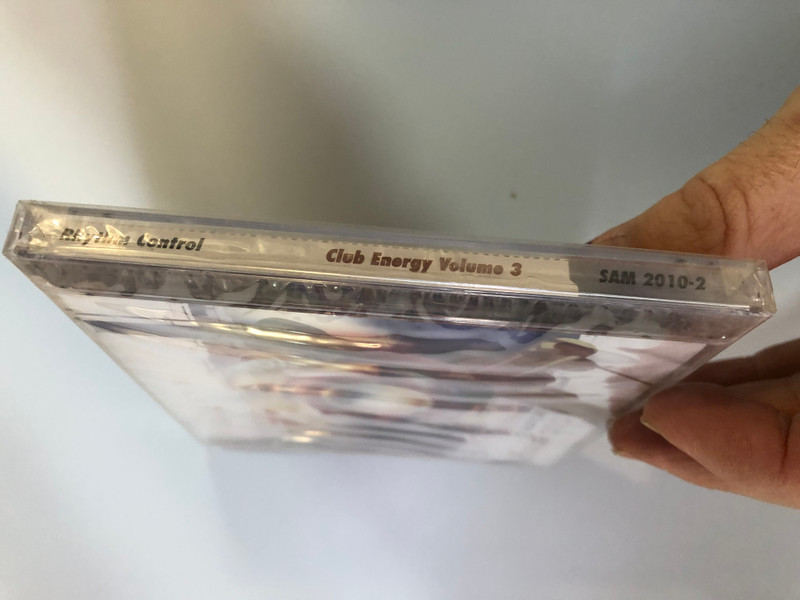 Rhythm Control
Club Energy Volume 3
SAM 2010-2